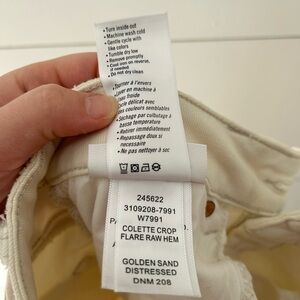 • Turn inside out
• Machine wash cold
• Gentle cycle with
like colors
• Tumble dry low
• Remove promptly
• Cool iron on reverse,
if needed
• Do not dry clean
• Tourner à l'envers
• Laver en machine à
l'eau froide
• Cycle délicat avec
des couleurs semblables
• Séchage par culbutage à
basse température
• Retirer immédiatement
• Repassage doux si
necessaire
• Ne pas nettoyer à sec
245622
3109208-7991
W7991
COLETTE CROP
FLARE RAW HEM
GOLDEN SAND
DISTRESSED
DNM 208